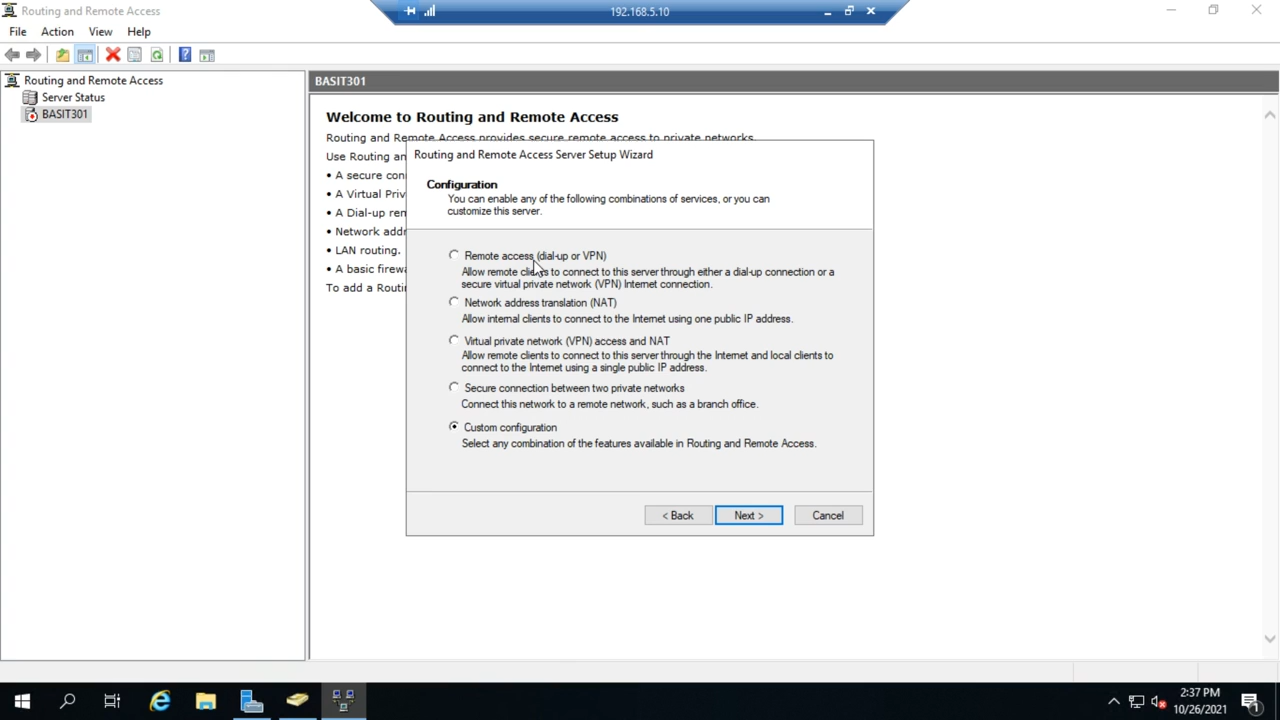 Routing and Remote Access
192.168.5.10
File Action View Help
Routing and Remote Access
Server Status
BASIT301
BASIT301
Welcome to Routing and Remote Access
Routing and Remote Access provides secure remote access to private networks.
Use Routing an
• A secure con
• A Virtual Priv
• A Dial-up rem
• Network addr
• LAN routing.
• A basic firewa
To add a Routi
Routing and Remote Access Server Setup Wizard
Configuration
You can enable any of the following combinations of services, or you can
customize this server.
Remote access (dial-up or VPN)
Allow remote clients to connect to this server through either a dial-up connection or a
secure virtual private network (VPN) Internet connection.
Network address translation (NAT)
Allow internal clients to connect to the Internet using one public IP address.
Virtual private network (VPN) access and NAT
Allow remote clients to connect to this server through the Internet and local clients to
connect to the Internet using a single public IP address.
Secure connection between two private networks
Connect this network to a remote network, such as a branch office.
Custom configuration
Select any combination of the features available in Routing and Remote Access.
< Back Next > Cancel
2:37 PM
10/26/2021
1